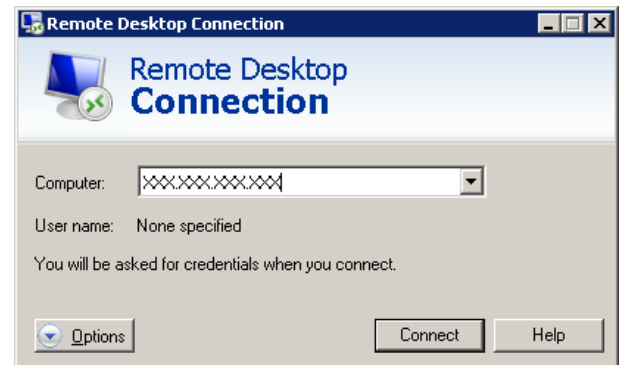 Remote Desktop Connection
Remote Desktop
Connection
Computer: XXX.XXX.XXX.XXX
User name: None specified
You will be asked for credentials when you connect.
Options Connect Help